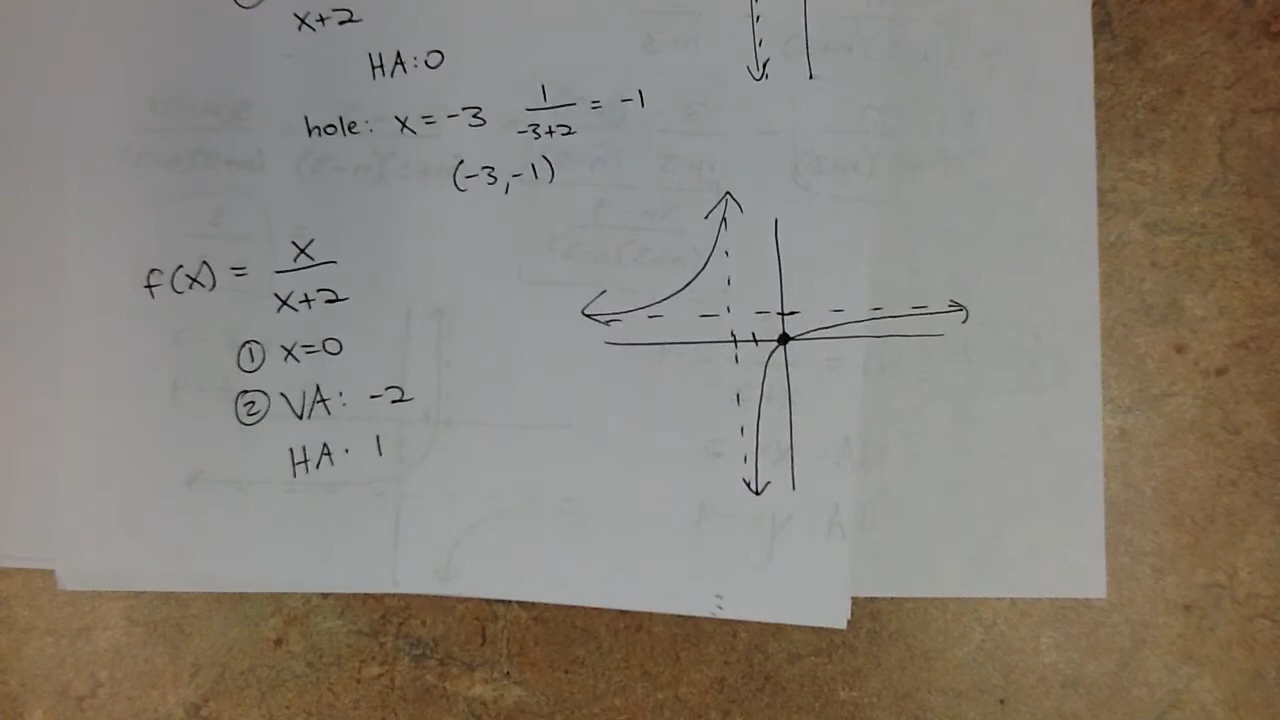 x+2
HA: 0
hole: x = -3 1/(-3+2) = -1
(-3,-1)
f(x) = x/(x+2)
① x=0
② VA: -2
HA. 1